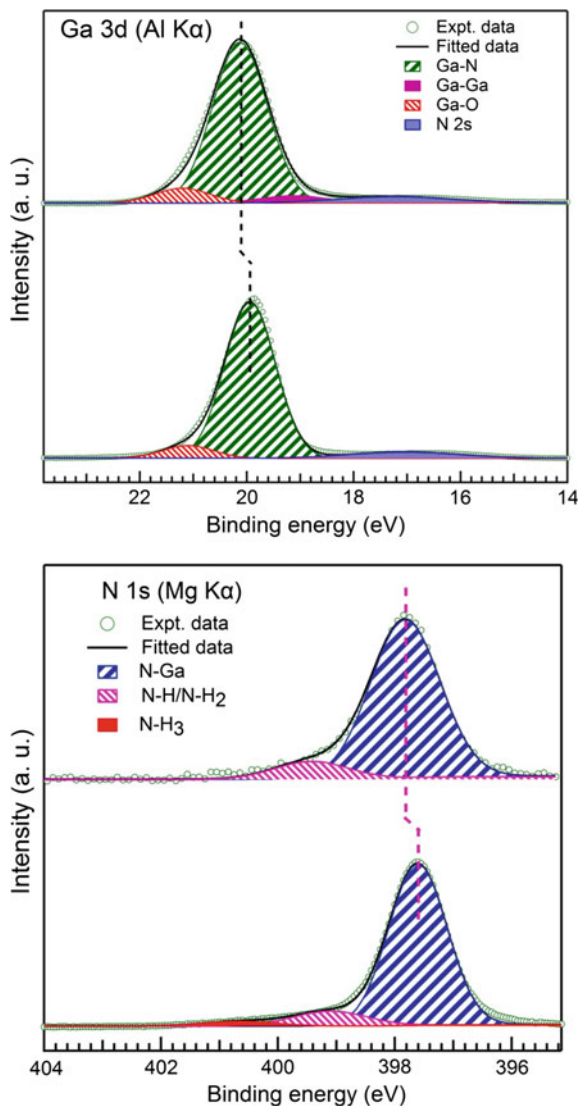 Ga 3d (Al Kα)
Expt. data
Fitted data
Ga-N
Ga-Ga
Ga-O
N 2s
Intensity (a. u.)
22 20 18 16 14
Binding energy (eV)
N 1s (Mg Kα)
Expt. data
Fitted data
N-Ga
N-H/N-H₂
N-H₃
Intensity (a. u.)
404 402 400 398 396
Binding energy (eV)